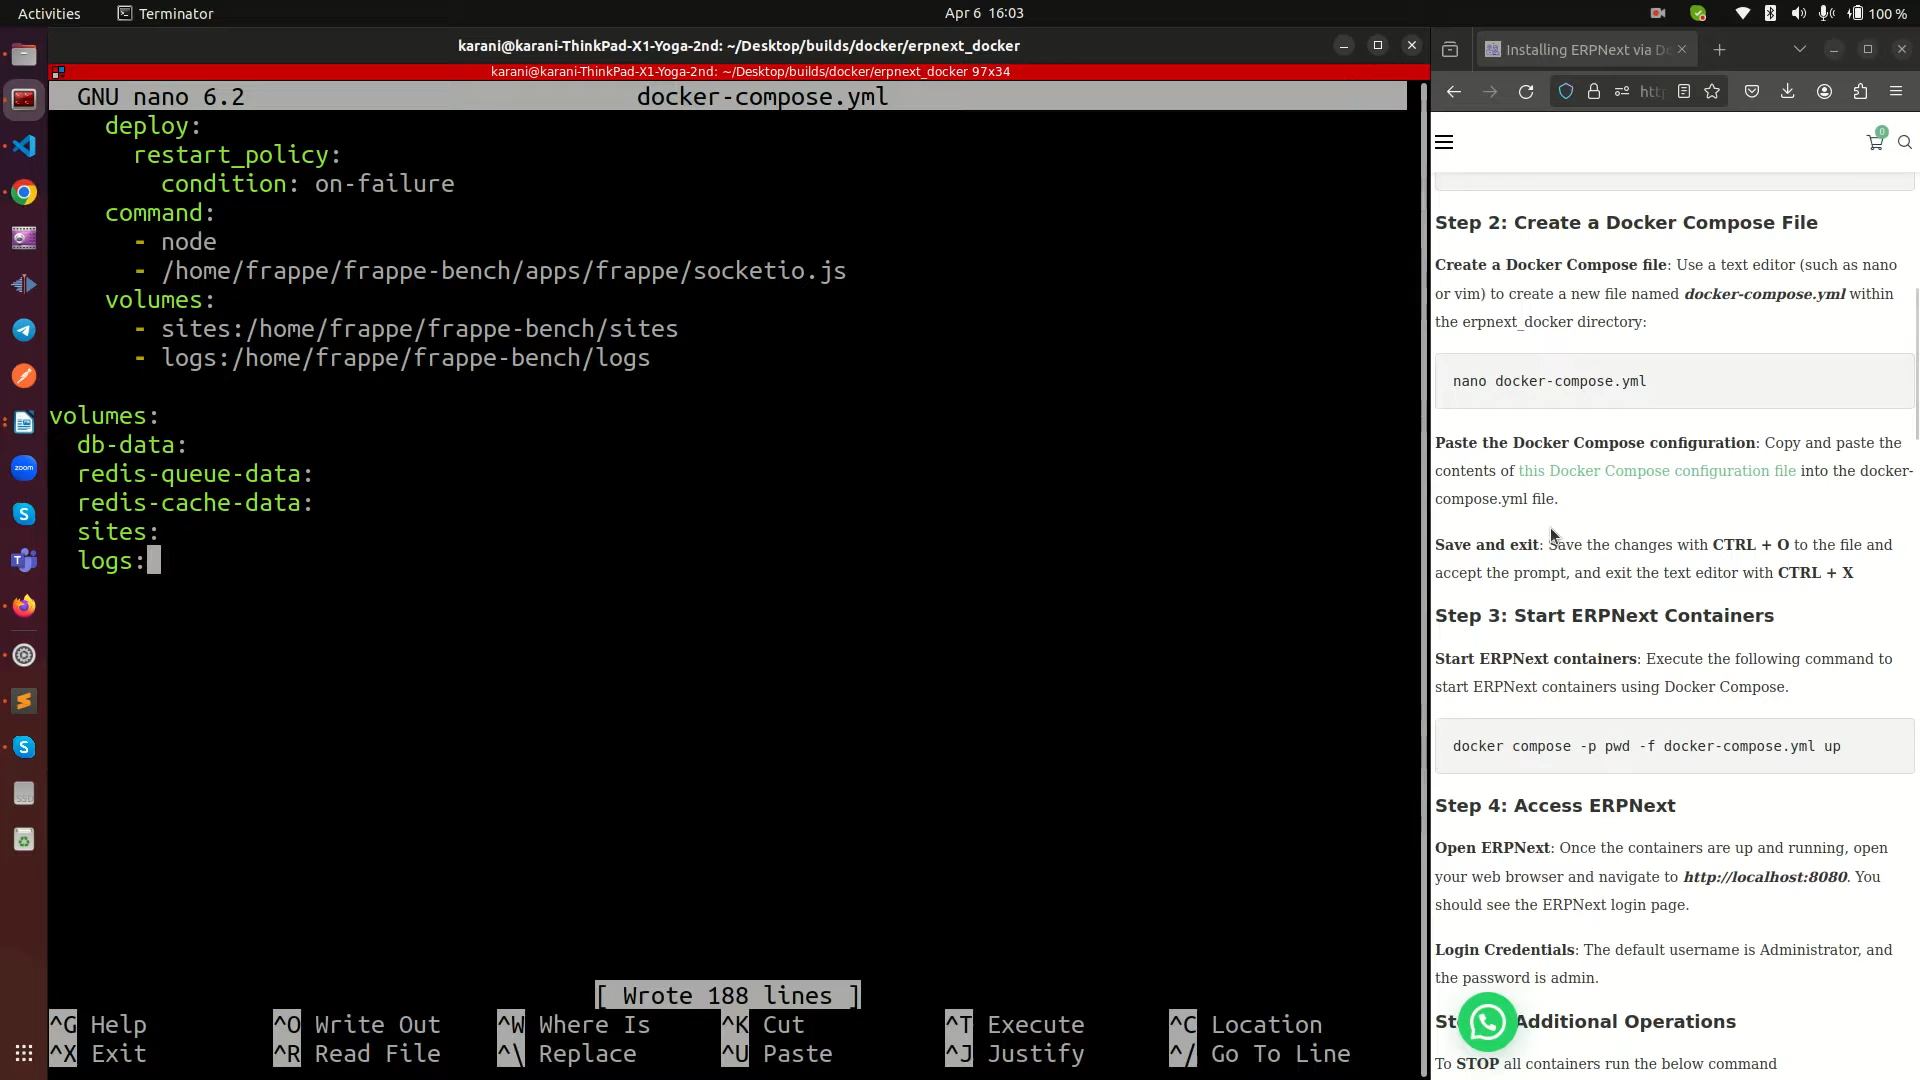 Activities
Terminator
Apr 6 16:03
100 %
karani@karani-ThinkPad-X1-Yoga-2nd: ~/Desktop/builds/docker/erpnext_docker
karani@karani-ThinkPad-X1-Yoga-2nd: ~/Desktop/builds/docker/erpnext_docker 97x34
GNU nano 6.2 docker-compose.yml
deploy:
restart_policy:
condition: on-failure
command:
- node
- /home/frappe/frappe-bench/apps/frappe/socketio.js
volumes:
- sites:/home/frappe/frappe-bench/sites
- logs:/home/frappe/frappe-bench/logs
volumes:
db-data:
redis-queue-data:
redis-cache-data:
sites:
logs:
[ Wrote 188 lines ]
^G Help ^O Write Out ^W Where Is ^K Cut ^T Execute ^C Location
^X Exit ^R Read File ^\ Replace ^U Paste ^J Justify ^/ Go To Line
zoom
SSD
Installing ERPNext via Do
http
0
Step 2: Create a Docker Compose File
Create a Docker Compose file: Use a text editor (such as nano
or vim) to create a new file named docker-compose.yml within
the erpnext_docker directory:
nano docker-compose.yml
Paste the Docker Compose configuration: Copy and paste the
contents of this Docker Compose configuration file into the docker-
compose.yml file.
Save and exit: Save the changes with CTRL + O to the file and
accept the prompt, and exit the text editor with CTRL + X
Step 3: Start ERPNext Containers
Start ERPNext containers: Execute the following command to
start ERPNext containers using Docker Compose.
docker compose -p pwd -f docker-compose.yml up
Step 4: Access ERPNext
Open ERPNext: Once the containers are up and running, open
your web browser and navigate to http://localhost:8080. You
should see the ERPNext login page.
Login Credentials: The default username is Administrator, and
the password is admin.
Additional Operations
To STOP all containers run the below command